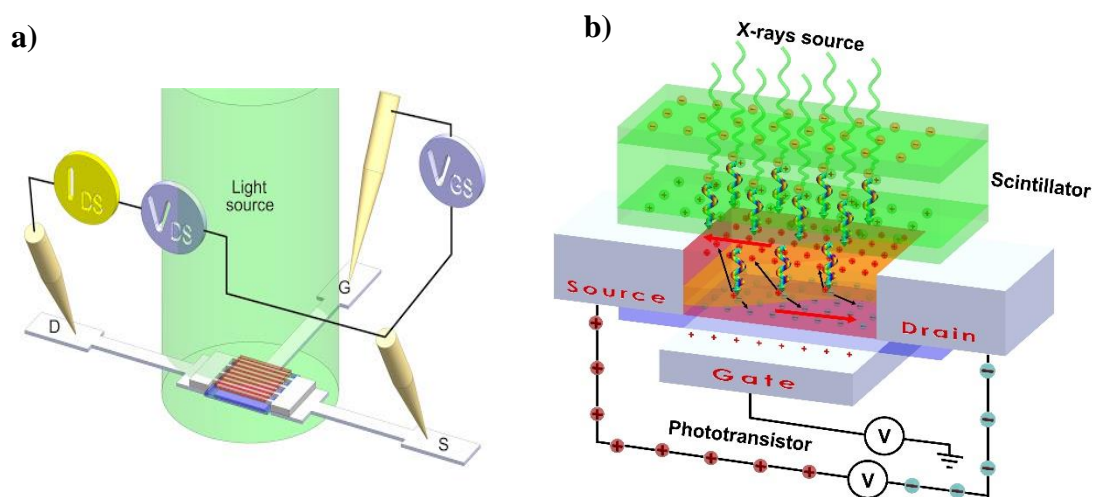 a)
I DS
V DS
Light
source
V GS
G
D
S
b)
X-rays source
Scintillator
Source
Drain
Gate
Phototransistor
V
V